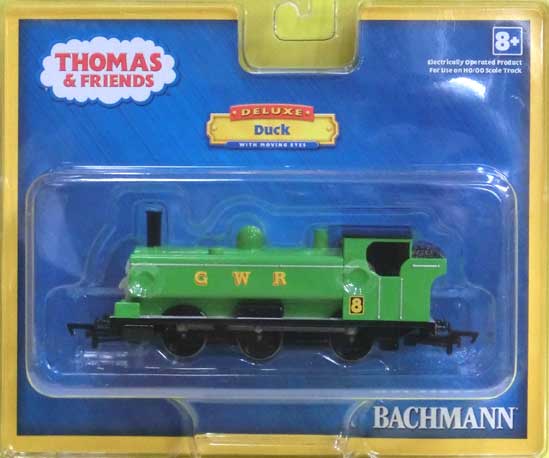 THOMAS
& FRIENDS
8+
Electrically Operated Product
For Use on HO/OO Scale Track
DELUXE
Duck
WITH MOVING EYES
G W R
8
BACHMANN